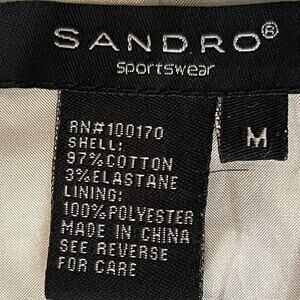 SANDRO®
Sportswear
M
RN#100170
SHELL:
97%COTTON
3%ELASTANE
LINING:
100%POLYESTER
MADE IN CHINA
SEE REVERSE
FOR CARE